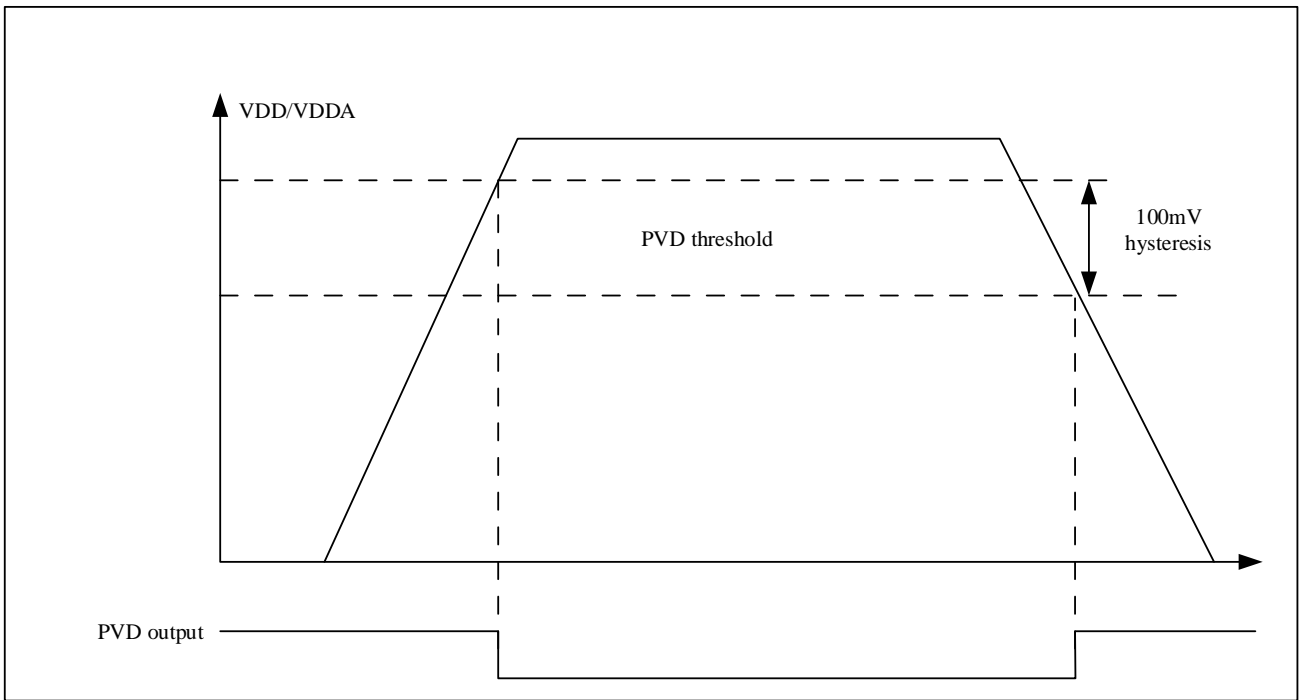 VDD/VDDA
PVD threshold
100mV
hysteresis
PVD output